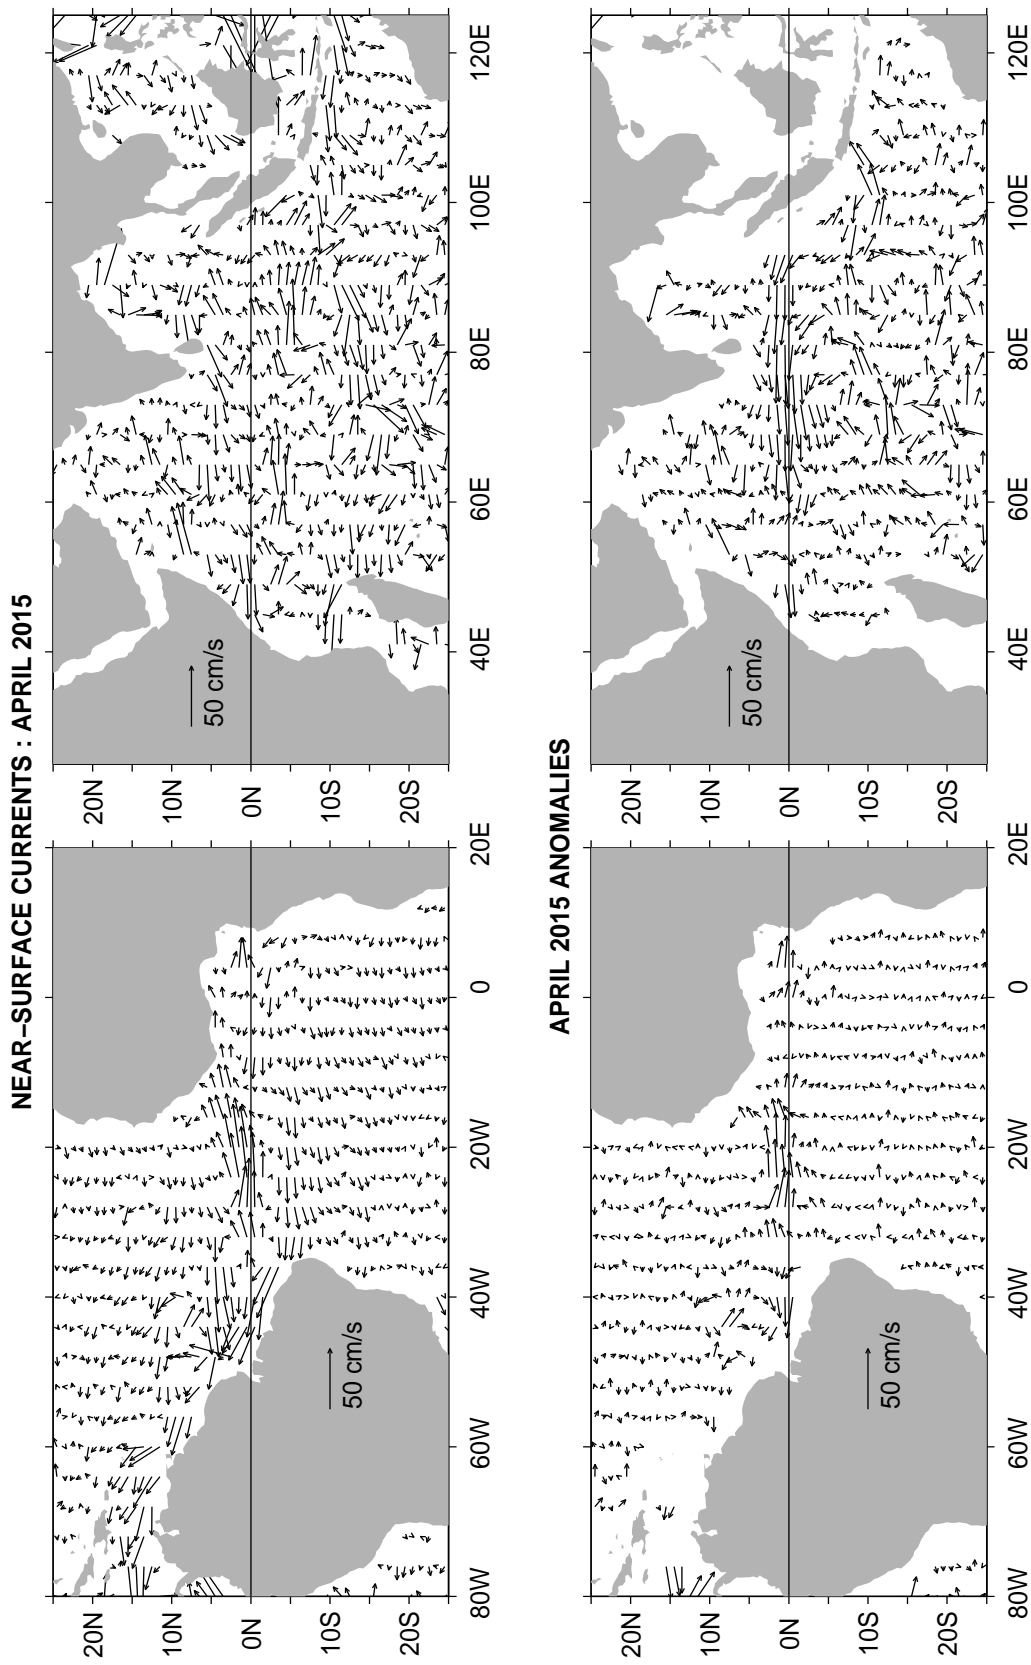 NEAR–SURFACE CURRENTS : APRIL 2015
20N
10N
0N
10S
20S
50 cm/s
80W
60W
40W
20W
0
20E
20N
10N
0N
10S
20S
50 cm/s
40E
60E
80E
100E
120E
APRIL 2015 ANOMALIES
20N
10N
0N
10S
20S
50 cm/s
80W
60W
40W
20W
0
20E
20N
10N
0N
10S
20S
50 cm/s
40E
60E
80E
100E
120E